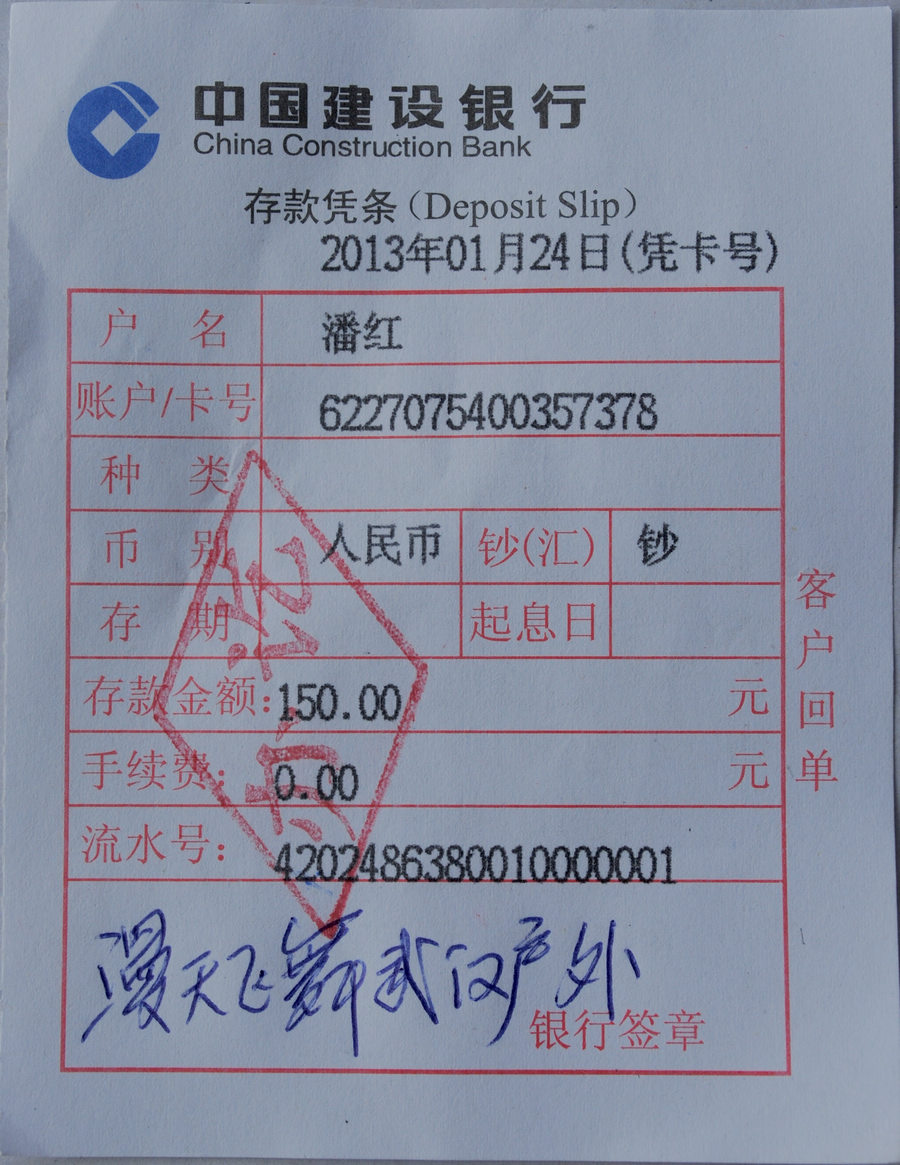 中国建设银行
China Construction Bank
存款凭条（Deposit Slip）
2013年01月24日(凭卡号)
户 名 潘红
账户/卡号 6227075400357378
种 类
币 别 人民币 钞(汇) 钞
存 期 起息日
存款金额：150.00 元
手续费：0.00 元
流水号：4202486380010000001
漫天飞舞武汉户外
银行签章
客户回单